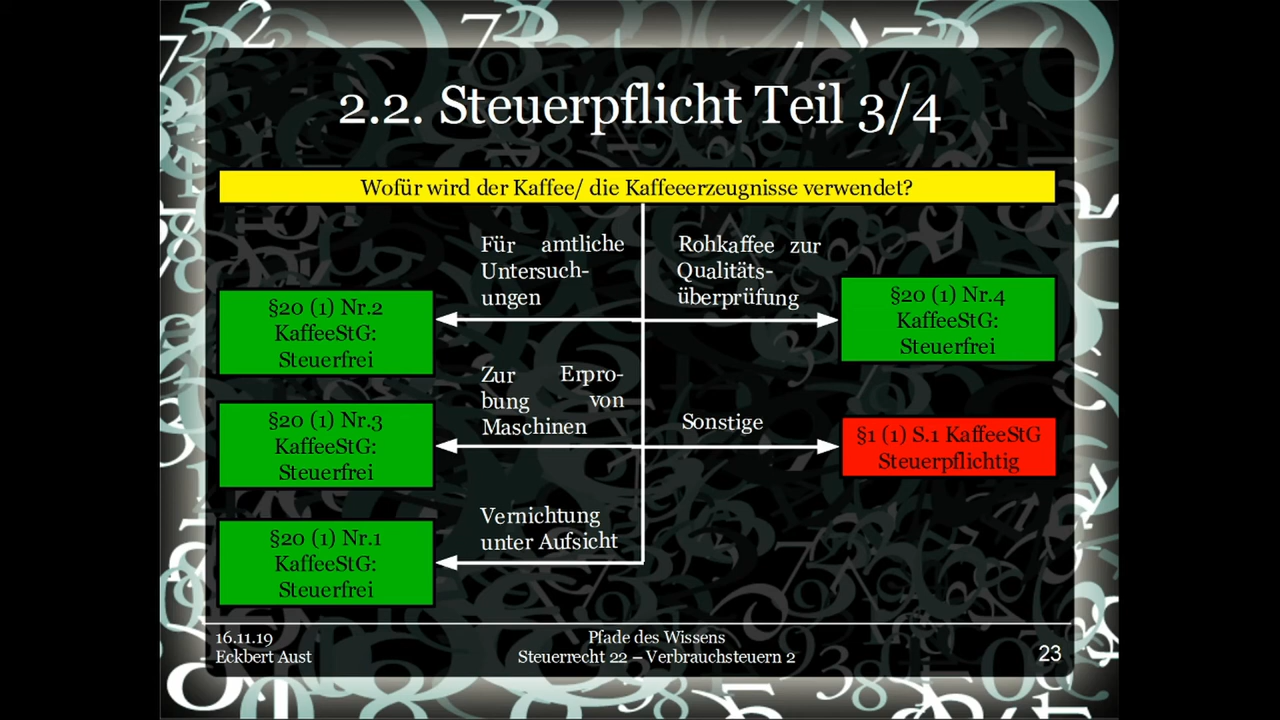 2.2. Steuerpflicht Teil 3/4
Wofür wird der Kaffee/ die Kaffeeerzeugnisse verwendet?
Für amtliche
Untersuch-
ungen
§20 (1) Nr.2
KaffeeStG:
Steuerfrei
Rohkaffee zur
Qualitäts-
überprüfung
§20 (1) Nr.4
KaffeeStG:
Steuerfrei
Zur Erpro-
bung von
Maschinen
§20 (1) Nr.3
KaffeeStG:
Steuerfrei
Sonstige
§1 (1) S.1 KaffeeStG
Steuerpflichtig
Vernichtung
unter Aufsicht
§20 (1) Nr.1
KaffeeStG:
Steuerfrei
16.11.19
Eckbert Aust
Pfade des Wissens
Steuerrecht 22 – Verbrauchsteuern 2
23